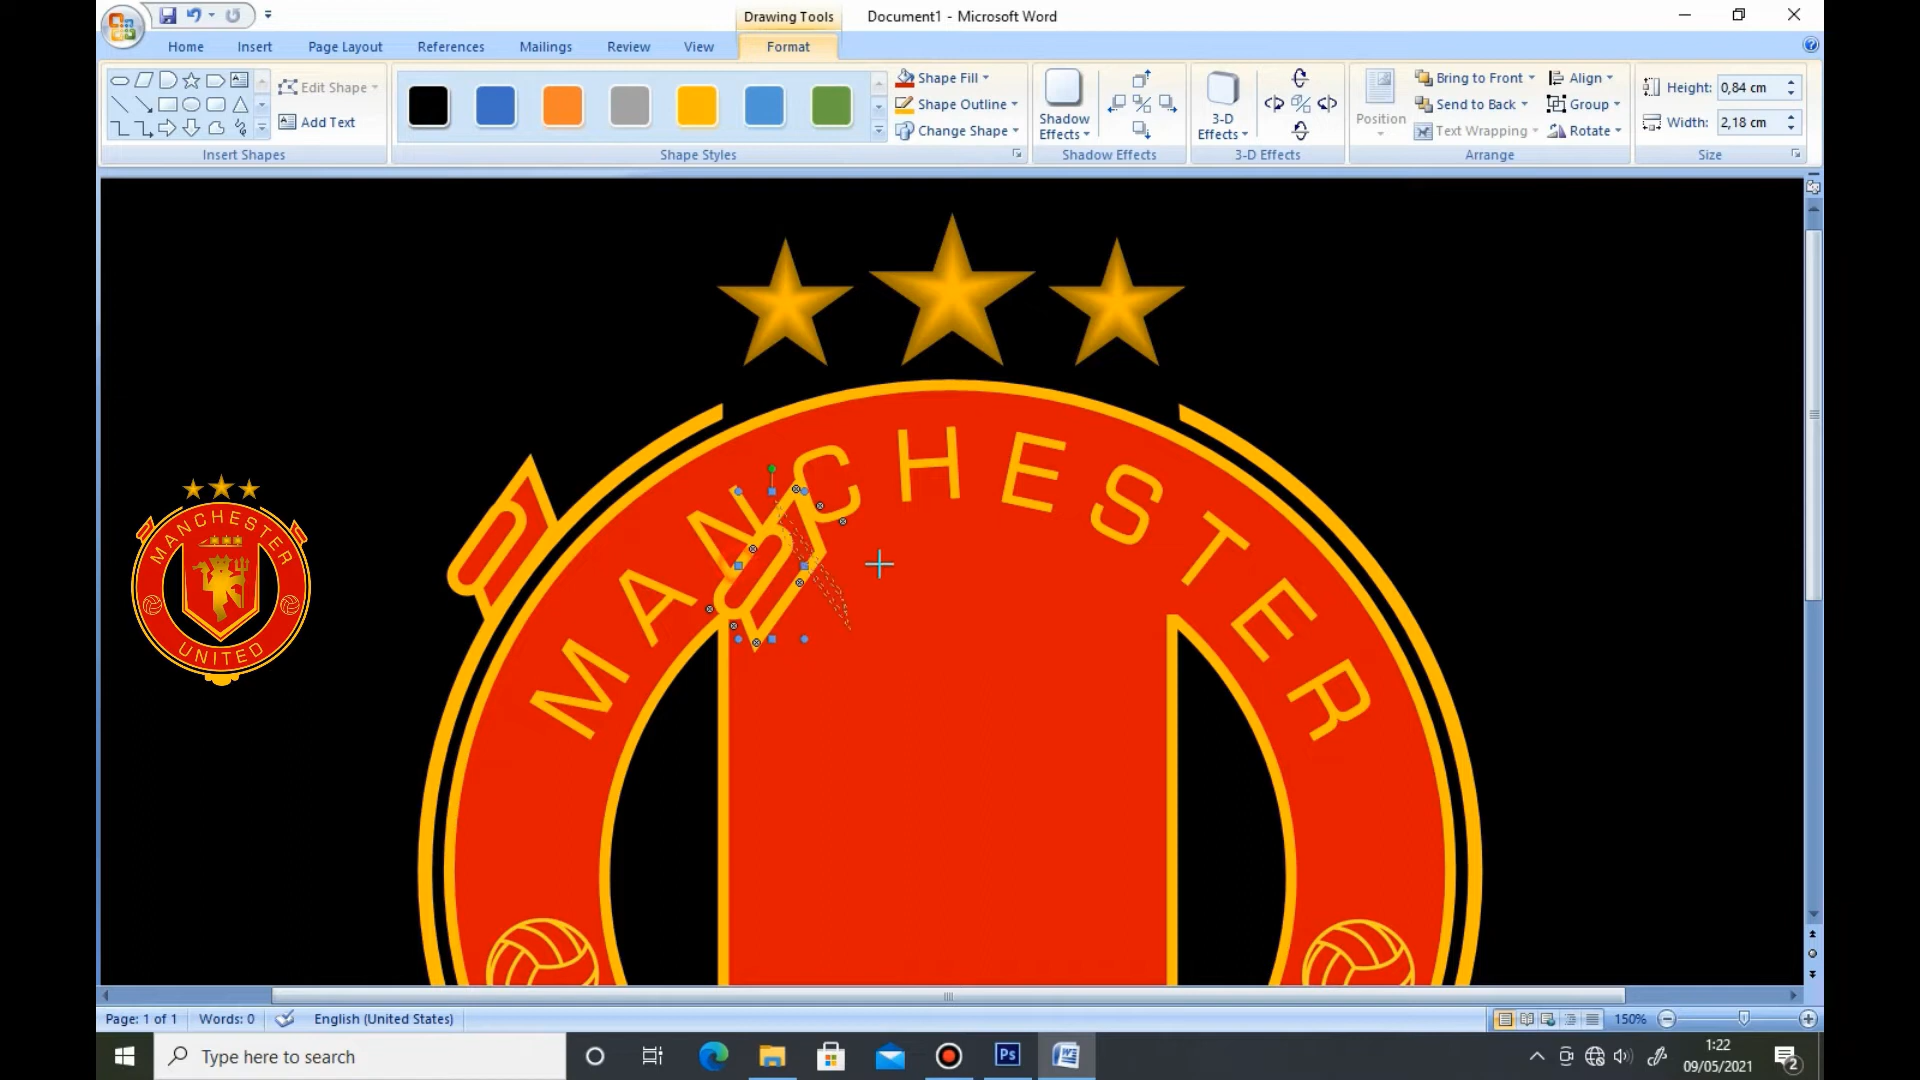 Drawing Tools
Document1 - Microsoft Word
Home Insert Page Layout References Mailings Review View Format
Edit Shape
Add Text
Insert Shapes
Shape Fill
Shape Outline
Change Shape
Shape Styles
Shadow Effects
Shadow Effects
3-D Effects
3-D Effects
Position
Bring to Front
Send to Back
Text Wrapping
Align
Group
Rotate
Arrange
Height: 0,84 cm
Width: 2,18 cm
Size
MANCHESTER
MANCHESTER
UNITED
Page: 1 of 1 Words: 0 English (United States) 150%
Type here to search
Ps
1:22
09/05/2021
2